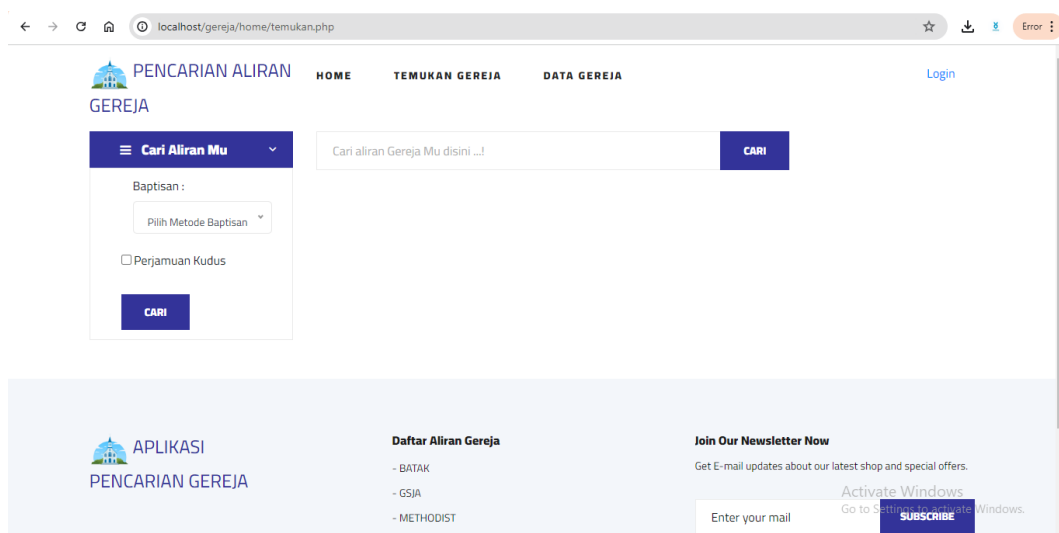 localhost/gereja/home/temukan.php
Error
PENCARIAN ALIRAN
GEREJA
HOME TEMUKAN GEREJA DATA GEREJA
Login
Cari Aliran Mu
Cari aliran Gereja Mu disini ...!
CARI
Baptisan :
Pilih Metode Baptisan
Perjamuan Kudus
CARI
APLIKASI
PENCARIAN GEREJA
Daftar Aliran Gereja
- BATAK
- GSJA
- METHODIST
Join Our Newsletter Now
Get E-mail updates about our latest shop and special offers.
Enter your mail
SUBSCRIBE
Activate Windows
Go to Settings to activate Windows.